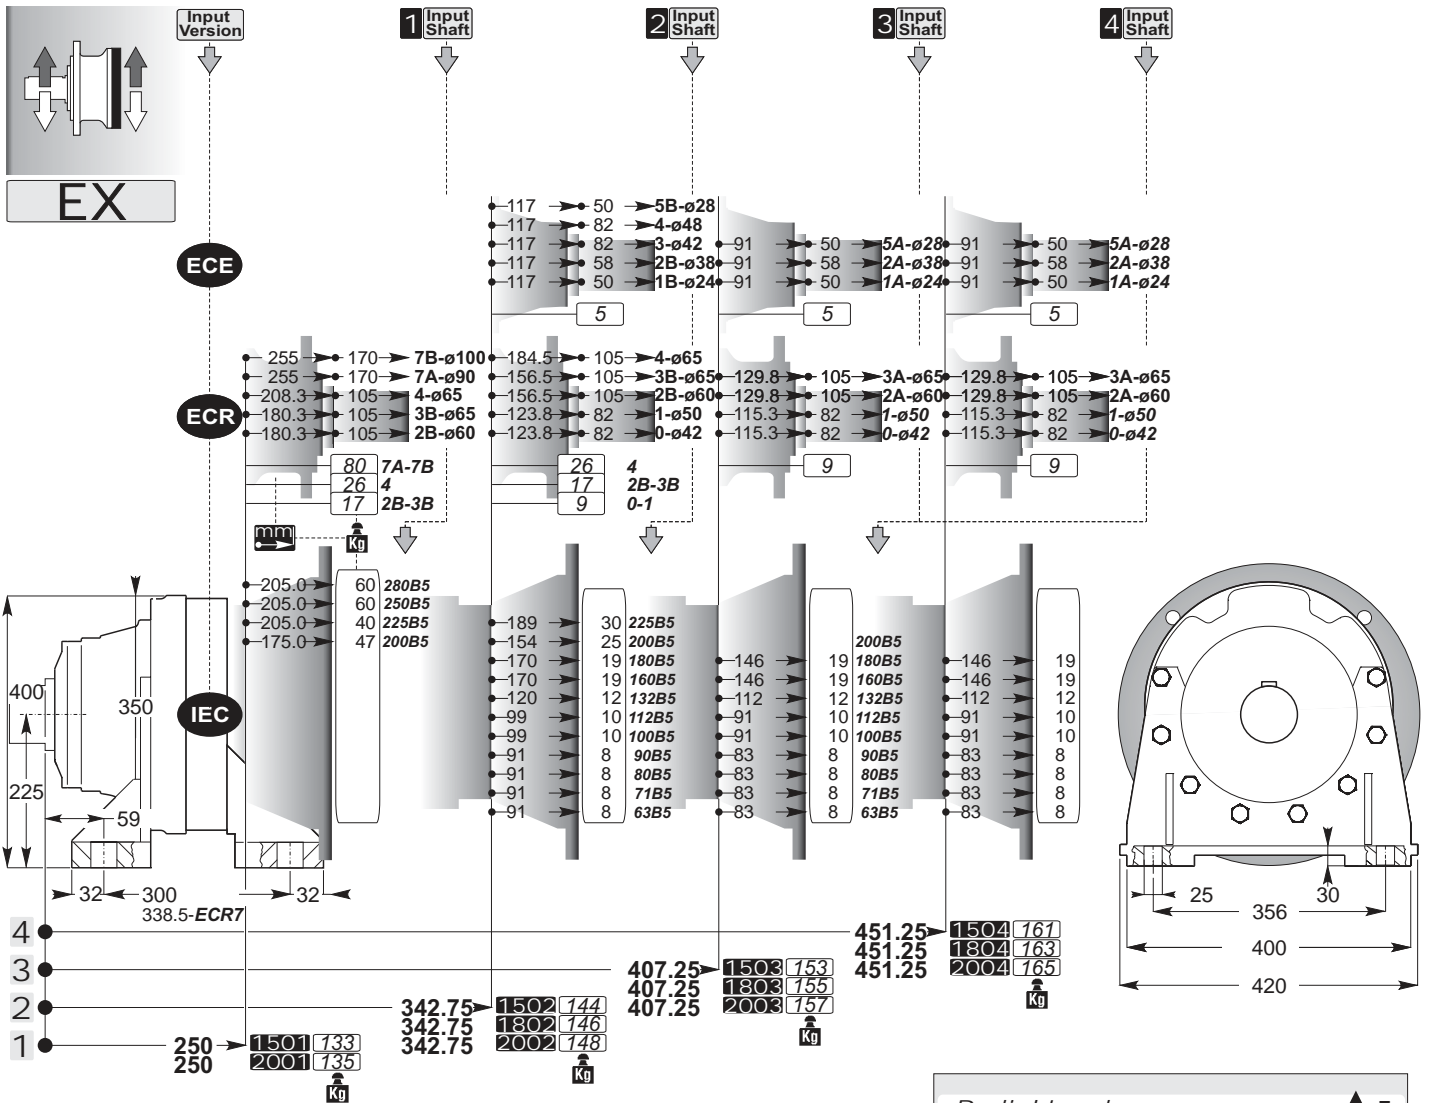 Input Version
1 Input Shaft
2 Input Shaft
3 Input Shaft
4 Input Shaft
EX
ECE
117 50 5B-ø28
117 82 4-ø48
117 82 3-ø42 91 50 5A-ø28 91 50 5A-ø28
117 58 2B-ø38 91 58 2A-ø38 91 58 2A-ø38
117 50 1B-ø24 91 50 1A-ø24 91 50 1A-ø24
5 5 5
ECR
255 170 7B-ø100 184.5 105 4-ø65
255 170 7A-ø90 156.5 105 3B-ø65 129.8 105 3A-ø65 129.8 105 3A-ø65
208.3 105 4-ø65 156.5 105 2B-ø60 129.8 105 2A-ø60 129.8 105 2A-ø60
180.3 105 3B-ø65 123.8 82 1-ø50 115.3 82 1-ø50 115.3 82 1-ø50
180.3 105 2B-ø60 123.8 82 0-ø42 115.3 82 0-ø42 115.3 82 0-ø42
80 7A-7B 26 4 9 9
26 4 17 2B-3B
17 2B-3B 9 0-1
mm Kg
IEC
205.0 60 280B5
205.0 60 250B5
205.0 40 225B5 189 30 225B5
175.0 47 200B5 154 25 200B5 200B5
170 19 180B5 146 19 180B5 146 19
170 19 160B5 146 19 160B5 146 19
120 12 132B5 112 12 132B5 112 12
99 10 112B5 91 10 112B5 91 10
99 10 100B5 91 10 100B5 91 10
91 8 90B5 83 8 90B5 83 8
91 8 80B5 83 8 80B5 83 8
91 8 71B5 83 8 71B5 83 8
91 8 63B5 83 8 63B5 83 8
400
350
225
59
32 300 32
338.5-ECR7
25 30
356
400
420
4 451.25 1504 161
451.25 1804 163
451.25 2004 165
Kg
3 407.25 1503 153
407.25 1803 155
407.25 2003 157
Kg
2 342.75 1502 144
342.75 1802 146
342.75 2002 148
Kg
1 250 1501 133
250 2001 135
Kg